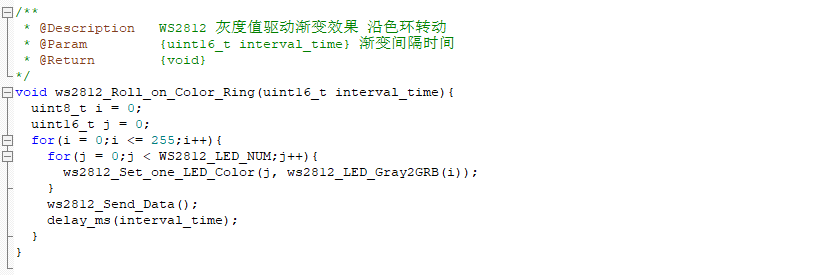 /**
 * @Description   WS2812 灰度值驱动渐变效果 沿色环转动
 * @Param         {uint16_t interval_time} 渐变间隔时间
 * @Return        {void}
*/
void ws2812_Roll_on_Color_Ring(uint16_t interval_time){
  uint8_t i = 0;
  uint16_t j = 0;
  for(i = 0;i <= 255;i++){
    for(j = 0;j < WS2812_LED_NUM;j++){
      ws2812_Set_one_LED_Color(j, ws2812_LED_Gray2GRB(i));
    }
    ws2812_Send_Data();
    delay_ms(interval_time);
  }
}